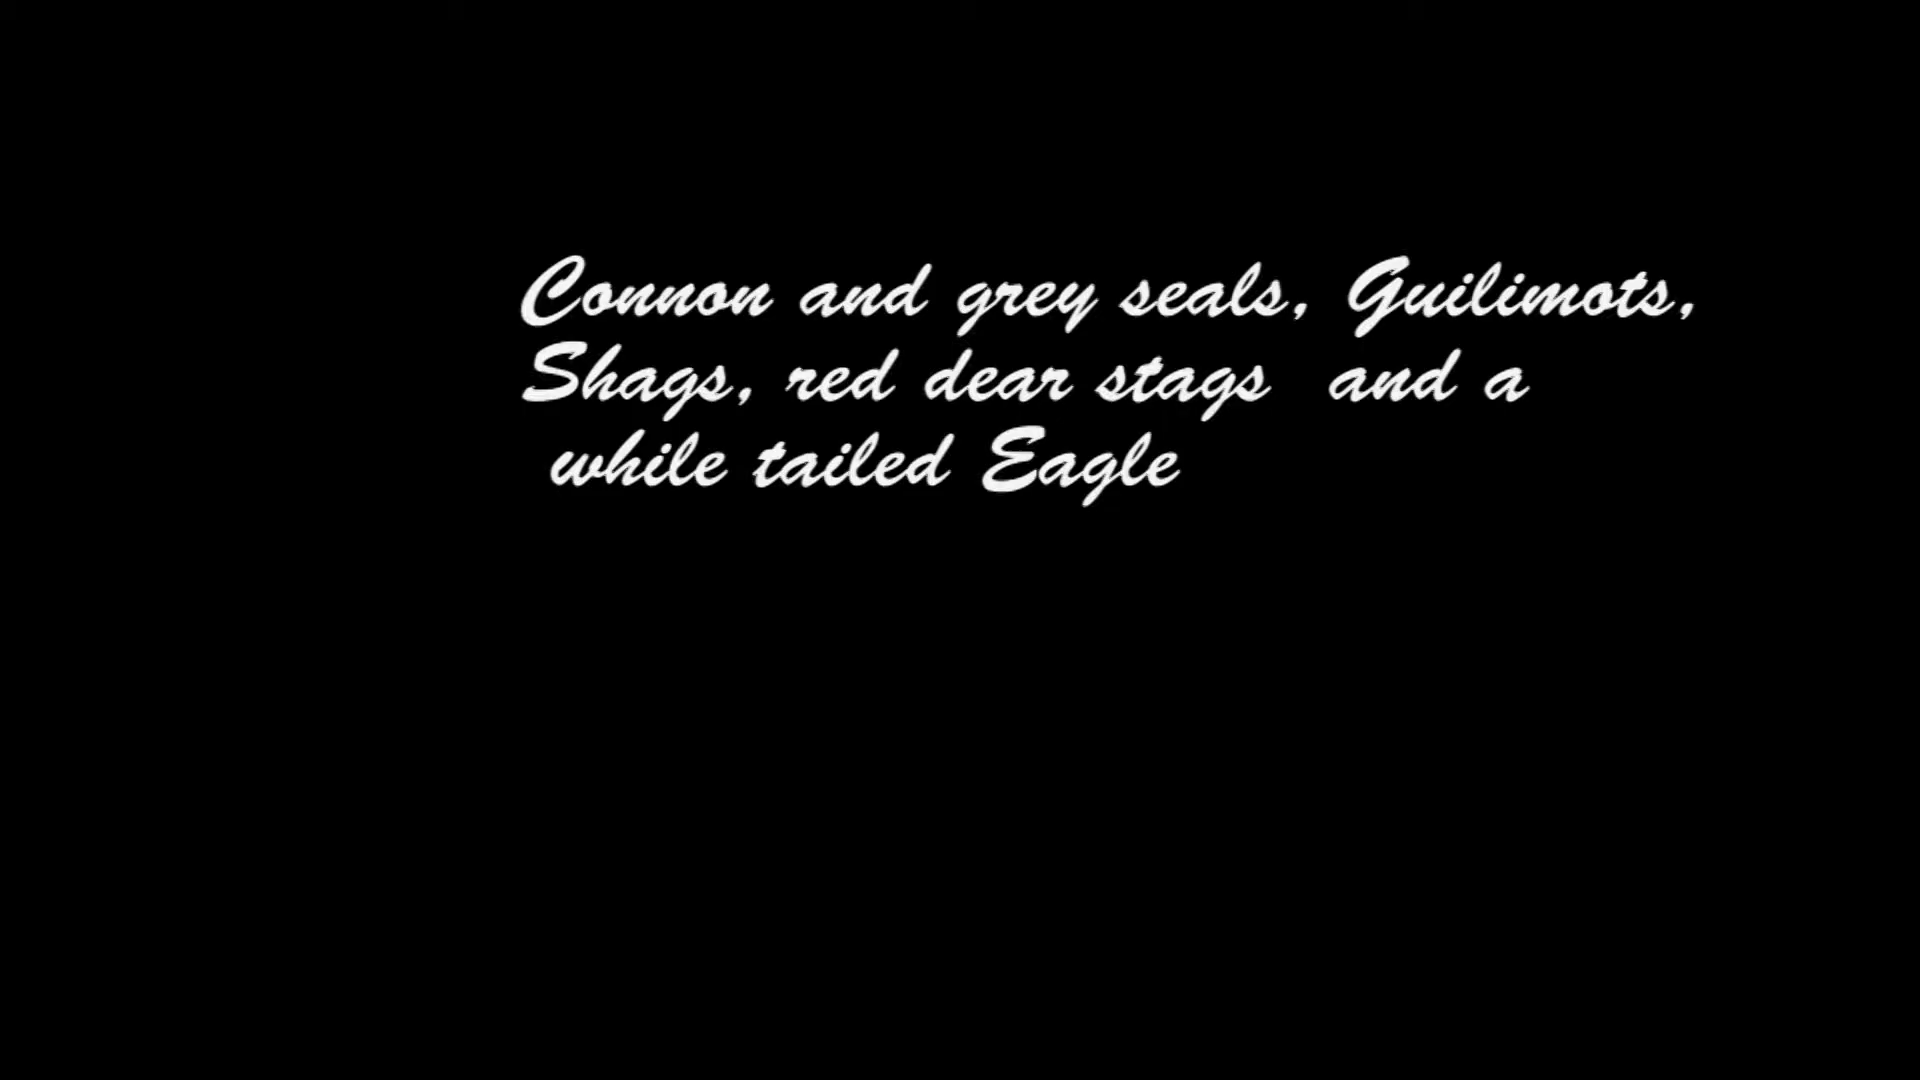 Connon and grey seals, Guilimots,
Shags, red dear stags and a
while tailed Eagle